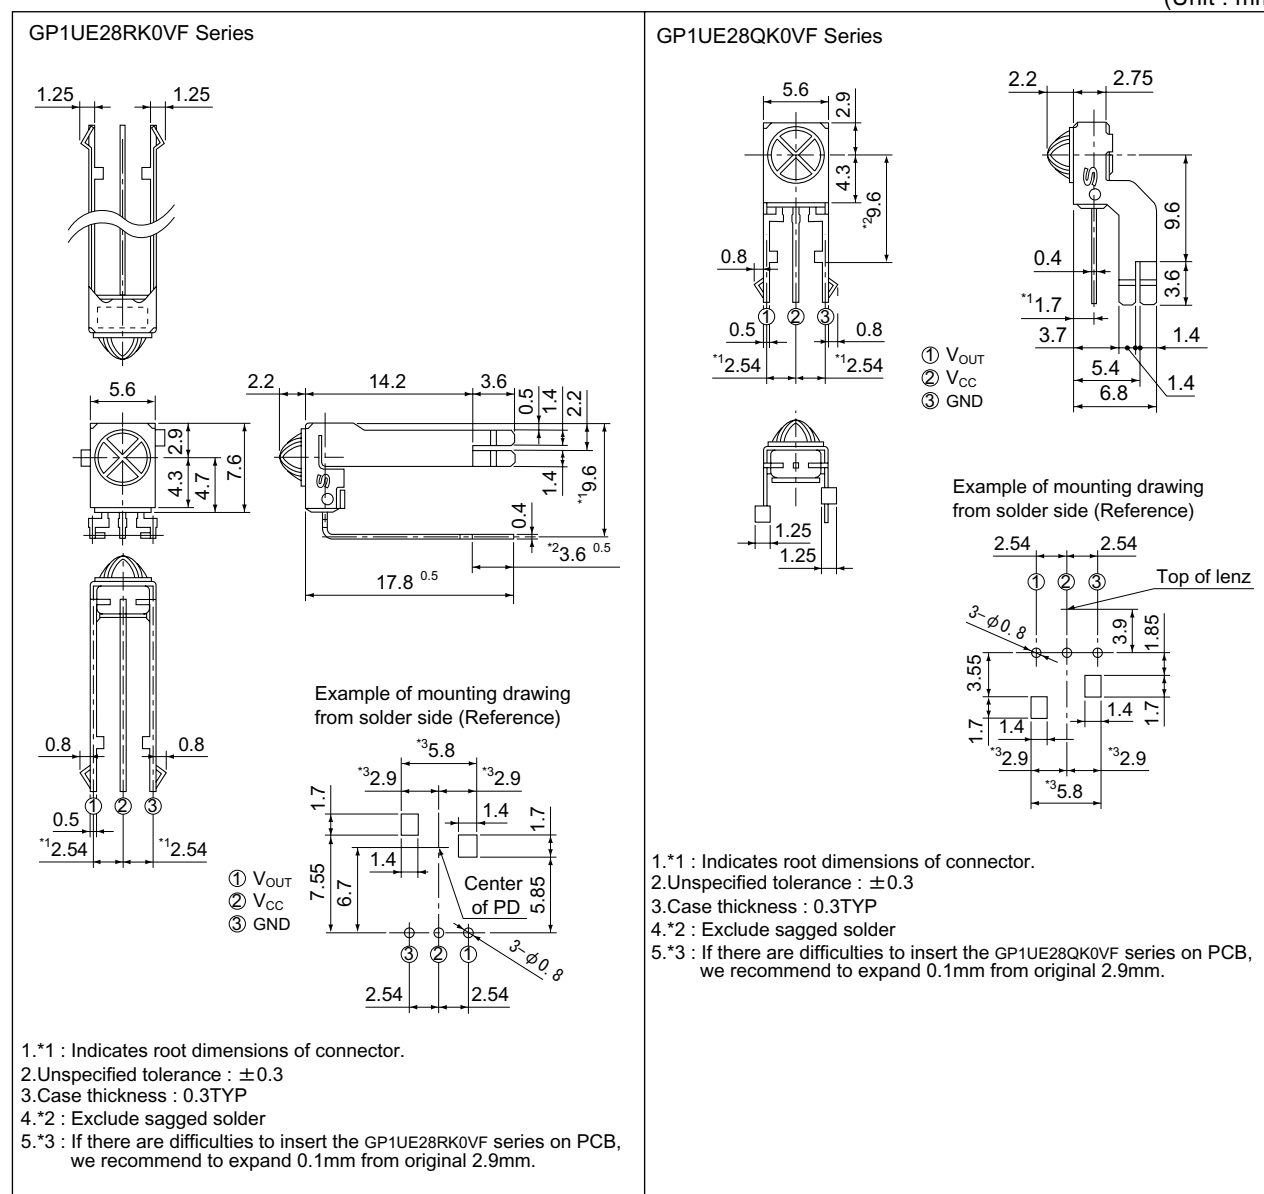 (Unit : mm
GP1UE28RK0VF Series
1.25
1.25
5.6
2.9
4.3
4.7
7.6
2.2
14.2
3.6
0.5
1.4
2.2
1.4
*19.6
0.4
*23.6 0.5
17.8 0.5
0.8
0.8
① ② ③
0.5
*12.54
*12.54
① VOUT
② VCC
③ GND
Example of mounting drawing
from solder side (Reference)
*35.8
*32.9
*32.9
1.7
1.4
1.7
1.4
7.55
6.7
Center
of PD
5.85
③ ② ①
3-φ0.8
2.54
2.54
1.*1 : Indicates root dimensions of connector.
2.Unspecified tolerance : ±0.3
3.Case thickness : 0.3TYP
4.*2 : Exclude sagged solder
5.*3 : If there are difficulties to insert the GP1UE28RK0VF series on PCB,
we recommend to expand 0.1mm from original 2.9mm.
GP1UE28QK0VF Series
5.6
2.9
4.3
*29.6
0.8
① ② ③
0.5
0.8
*12.54
*12.54
2.2
2.75
9.6
0.4
3.6
*11.7
3.7
1.4
5.4
1.4
6.8
① VOUT
② VCC
③ GND
1.25
1.25
Example of mounting drawing
from solder side (Reference)
2.54
2.54
① ② ③
Top of lenz
3-φ0.8
3.9
1.85
3.55
1.7
1.4
1.4
1.7
*32.9
*32.9
*35.8
1.*1 : Indicates root dimensions of connector.
2.Unspecified tolerance : ±0.3
3.Case thickness : 0.3TYP
4.*2 : Exclude sagged solder
5.*3 : If there are difficulties to insert the GP1UE28QK0VF series on PCB,
we recommend to expand 0.1mm from original 2.9mm.